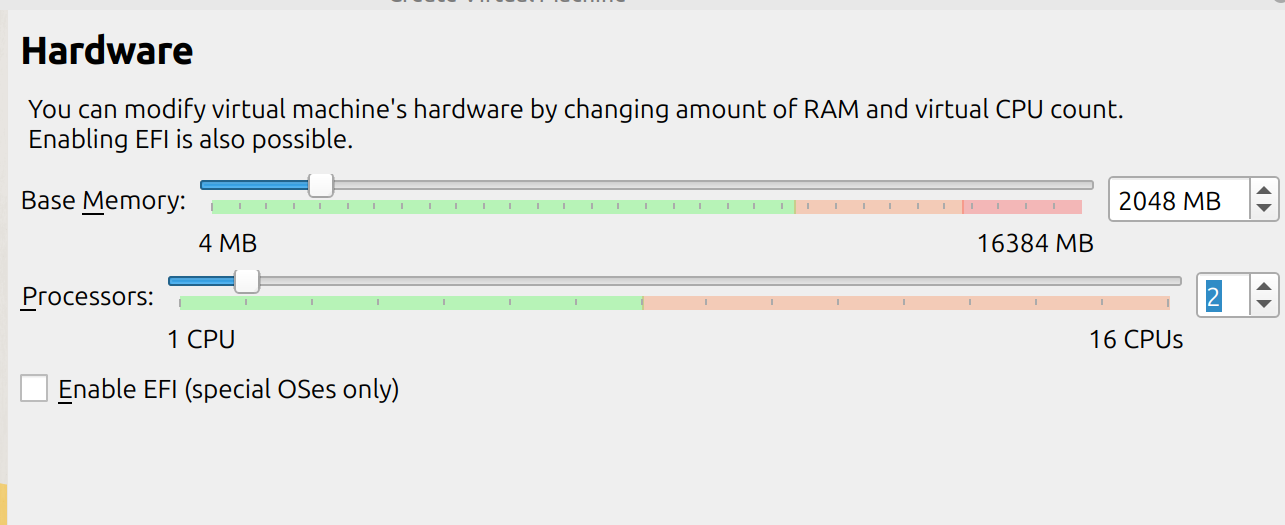 Hardware
You can modify virtual machine's hardware by changing amount of RAM and virtual CPU count.
Enabling EFI is also possible.
Base Memory:
2048 MB
4 MB
16384 MB
Processors:
2
1 CPU
16 CPUs
Enable EFI (special OSes only)